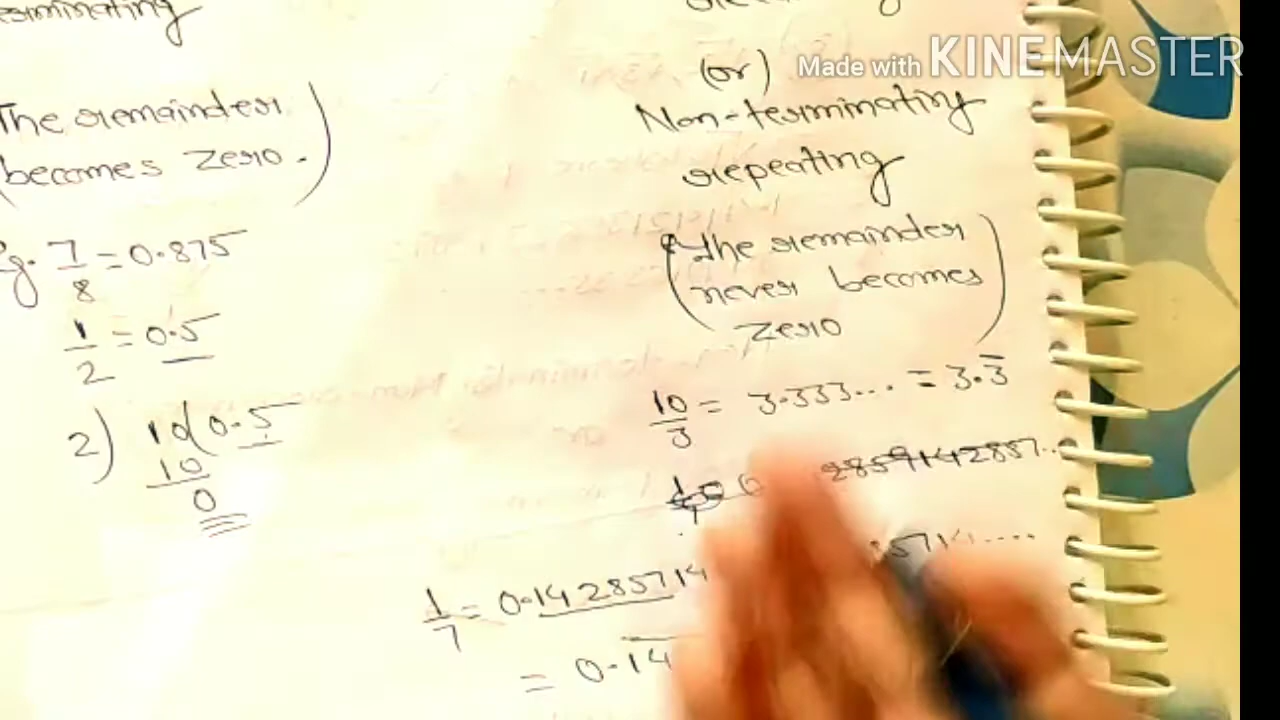 Made with KINEMASTER
The remainder
becomes zero.)
7/8 = 0.875
1/2 = 0.5
2) 10(0.5
10
0
(or)
Non-terminating
repeating
(The remainder
never becomes
zero)
10/3 = 3.333... = 3.3̅
1/7 = 0.14285714
= 0.14